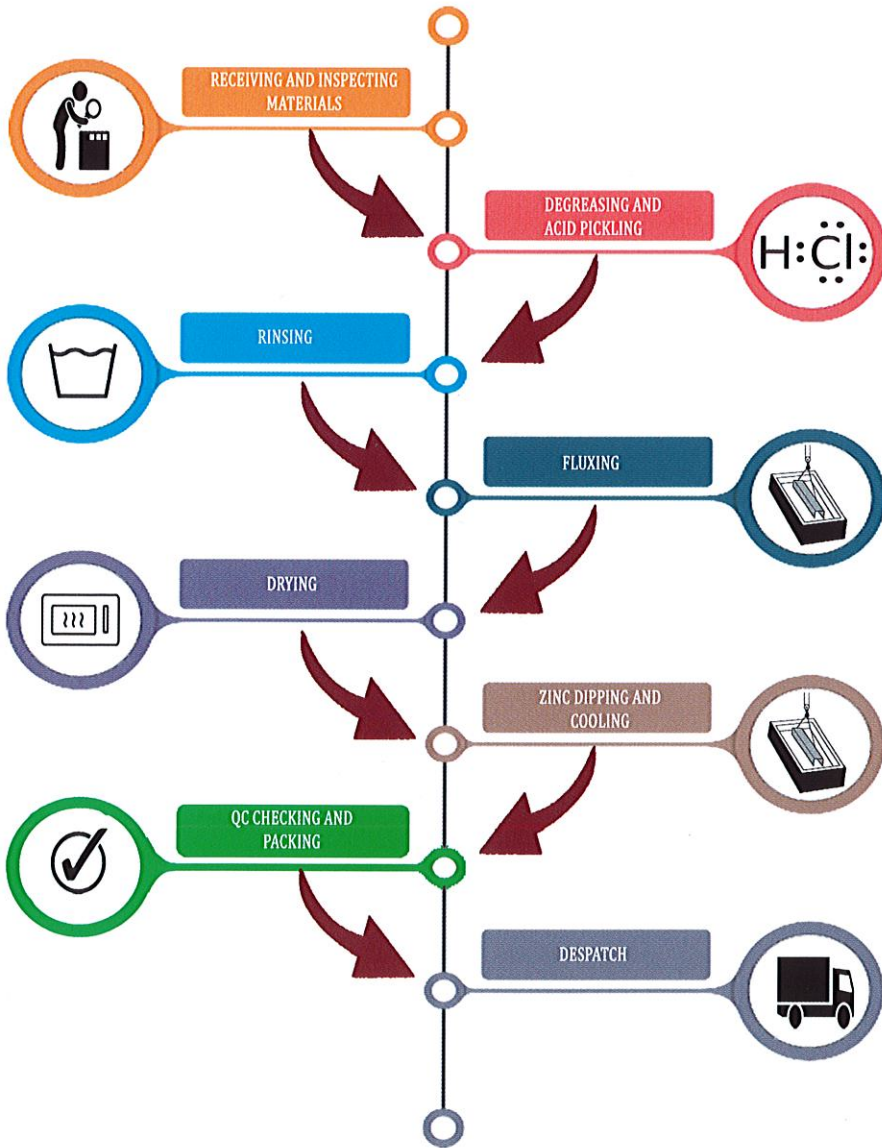 RECEIVING AND INSPECTING
MATERIALS
DEGREASING AND
ACID PICKLING
H:Cl:
RINSING
FLUXING
DRYING
ZINC DIPPING AND
COOLING
QC CHECKING AND
PACKING
DESPATCH